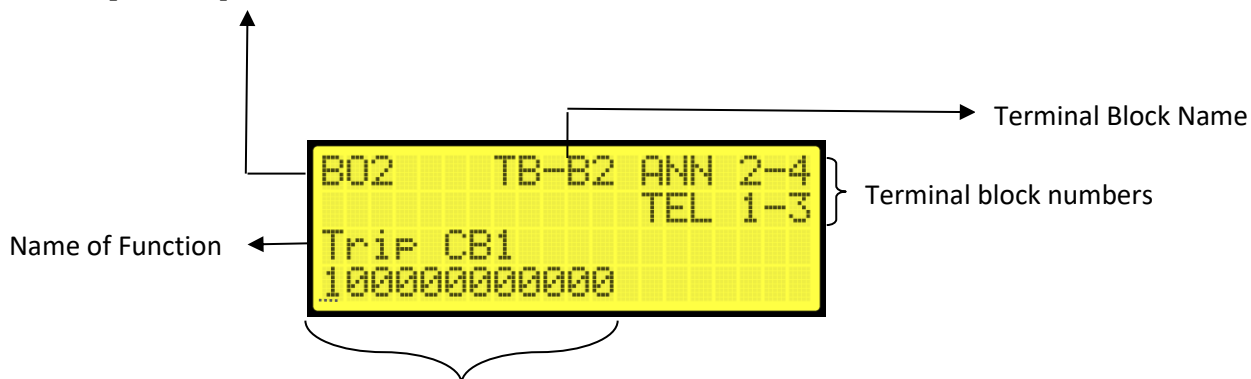 Terminal Block Name
BO2 TB-B2 ANN 2-4
TEL 1-3
Terminal block numbers
Name of Function
Trip CB1
100000000000